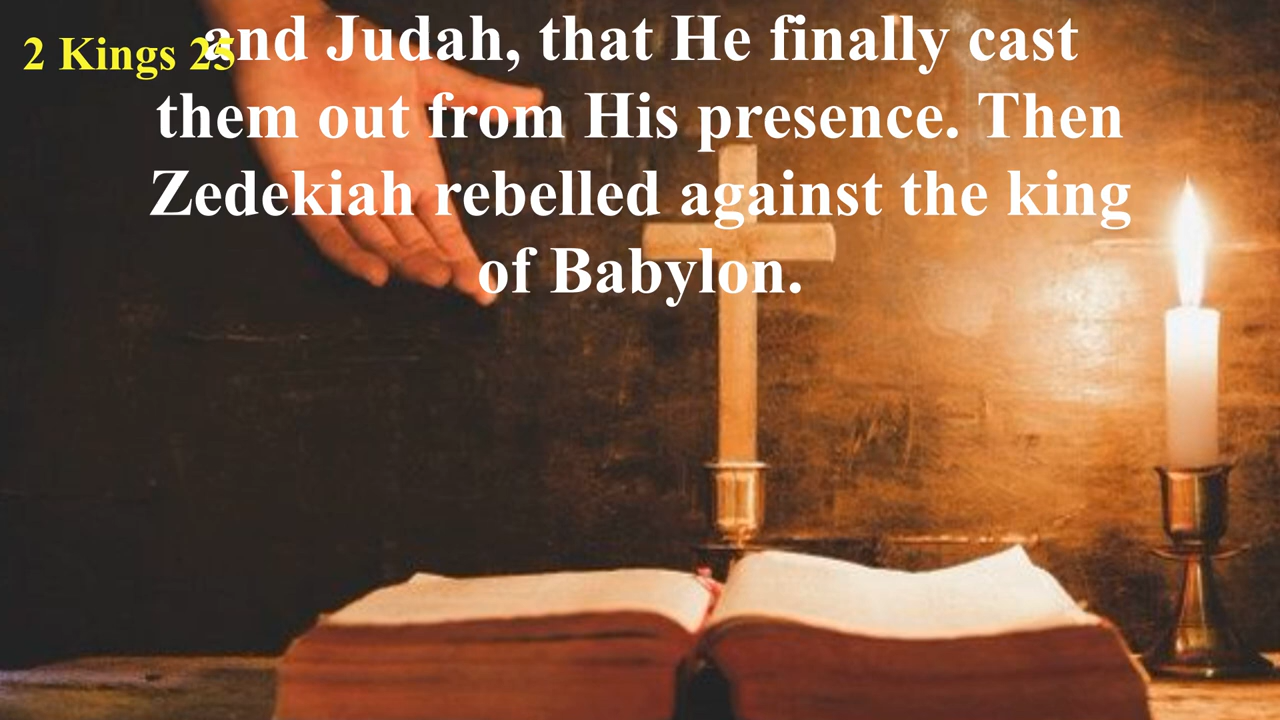 2 Kings 25
and Judah, that He finally cast
them out from His presence. Then
Zedekiah rebelled against the king
of Babylon.